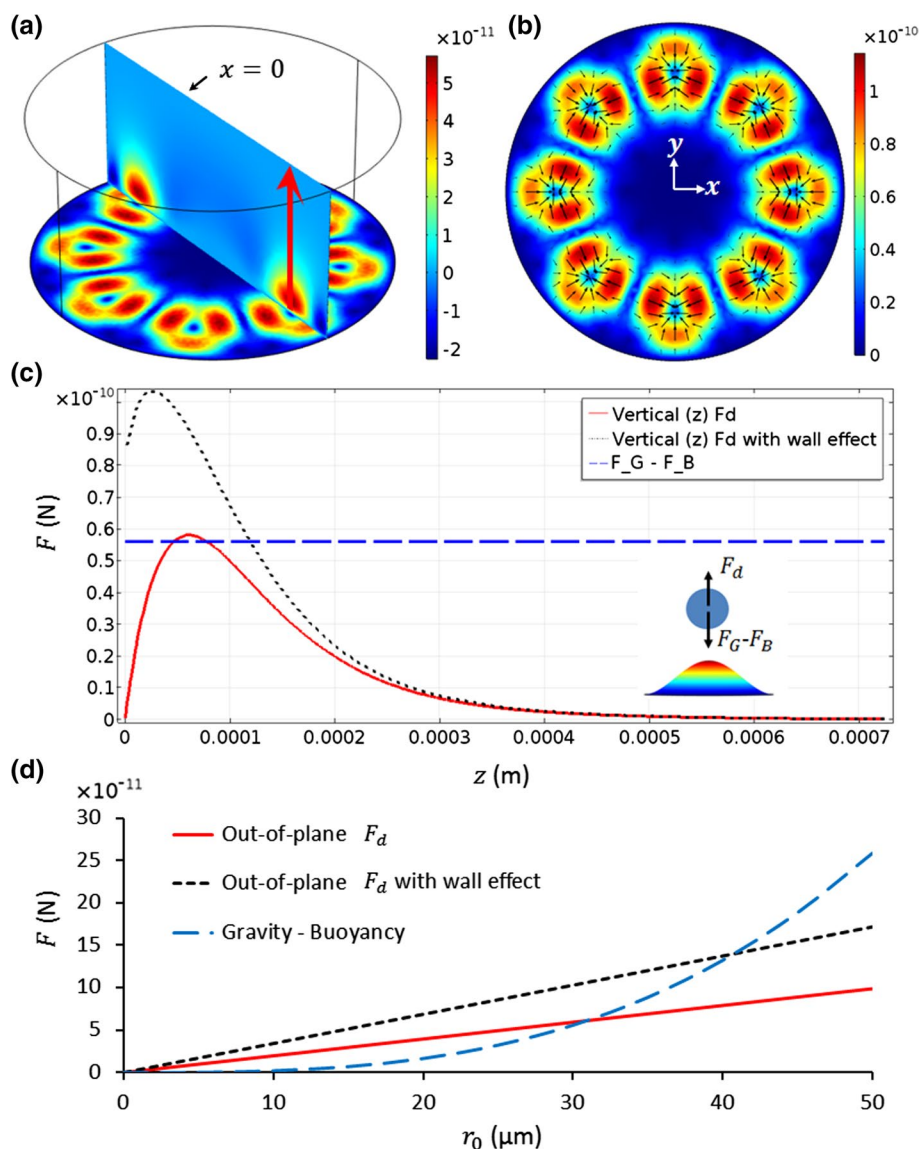 (a)
x = 0
×10⁻¹¹
5
4
3
2
1
0
-1
-2
(b)
y
x
×10⁻¹⁰
1
0.8
0.6
0.4
0.2
0
(c)
×10⁻¹⁰
0.9
0.8
0.7
0.6
0.5
0.4
0.3
0.2
0.1
0
F (N)
Vertical (z) Fd
Vertical (z) Fd with wall effect
F_G - F_B
F_d
F_G-F_B
0 0.0001 0.0002 0.0003 0.0004 0.0005 0.0006 0.0007
z (m)
(d)
×10⁻¹¹
30
25
20
15
10
5
0
F (N)
Out-of-plane F_d
Out-of-plane F_d with wall effect
Gravity - Buoyancy
0 10 20 30 40 50
r₀ (µm)